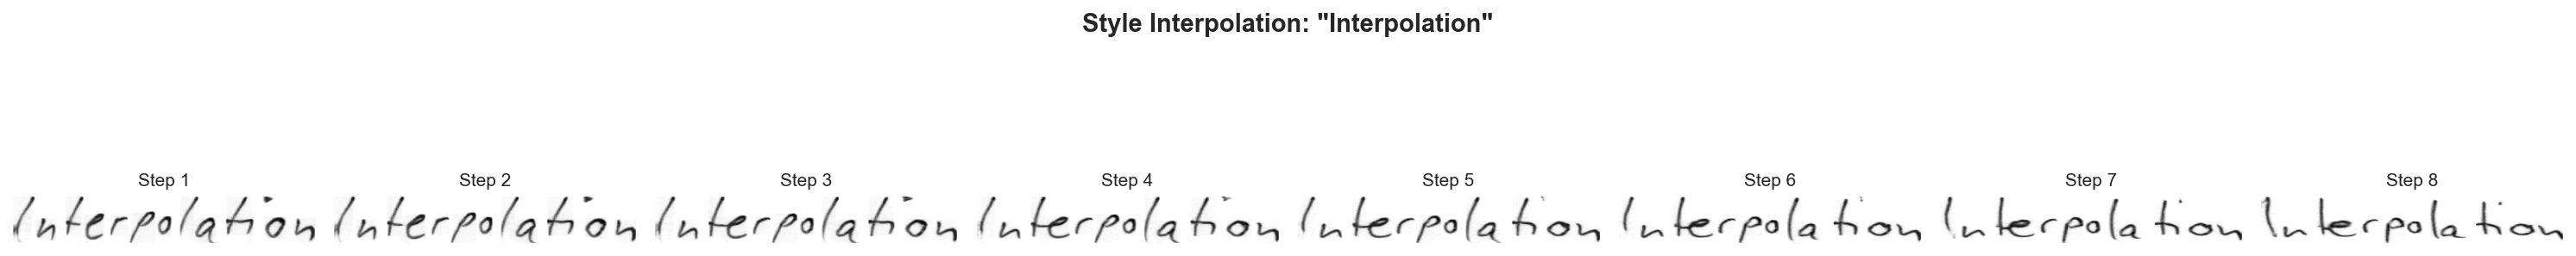 Style Interpolation: "Interpolation"
Step 1 Step 2 Step 3 Step 4 Step 5 Step 6 Step 7 Step 8
Interpolation Interpolation Interpolation Interpolation Interpolation Interpolation Interpolation Interpolation